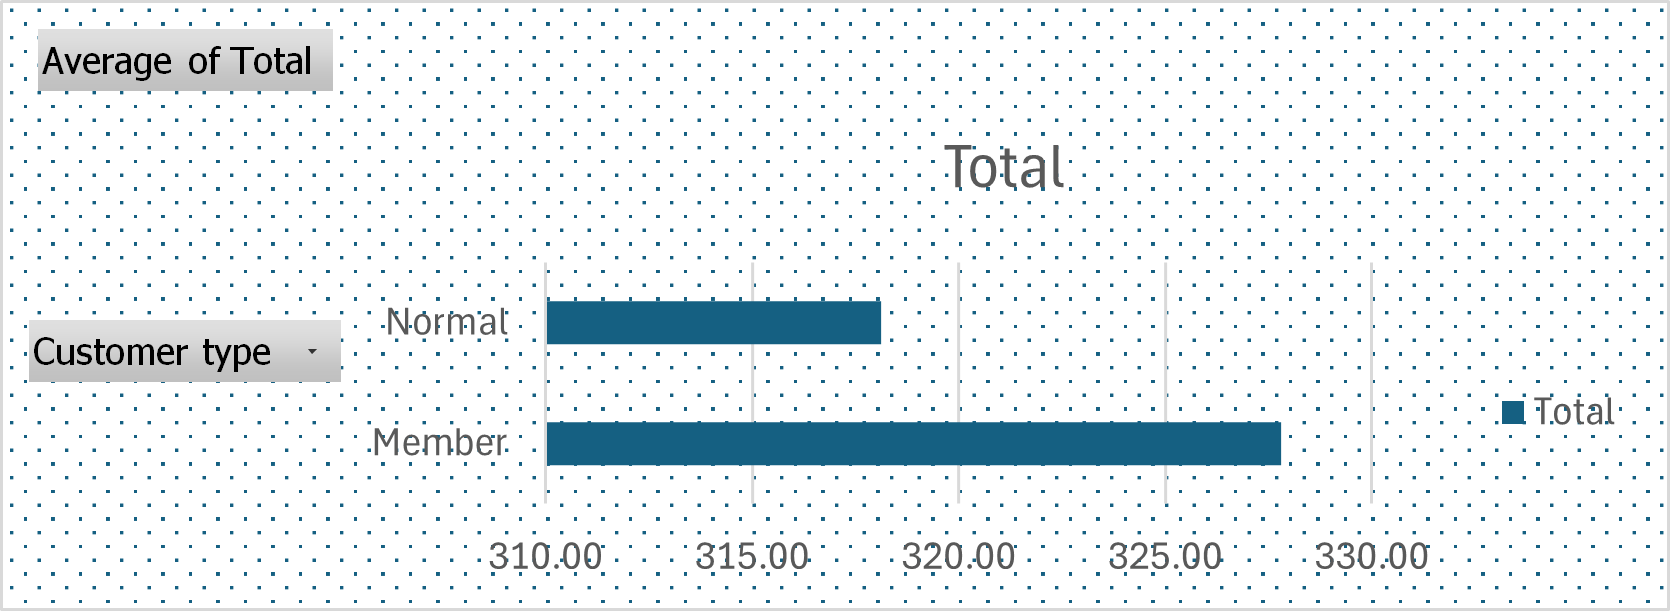 Average of Total
Total
Normal
Customer type
Total
Member
310.00 315.00 320.00 325.00 330.00